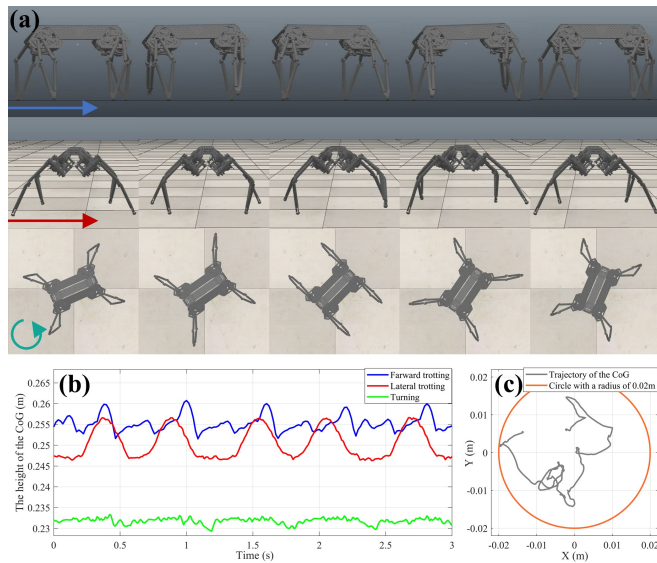 (a)
(b)
Farward trotting
Lateral trotting
Turning
The height of the CoG (m)
0.265
0.26
0.255
0.25
0.245
0.24
0.235
0.23
0
0.5
1
1.5
2
2.5
3
Time (s)
(c)
Trajectory of the CoG
Circle with a radius of 0.02m
Y (m)
0.02
0.01
0
-0.01
-0.02
-0.02
-0.01
0
0.01
0.02
X (m)